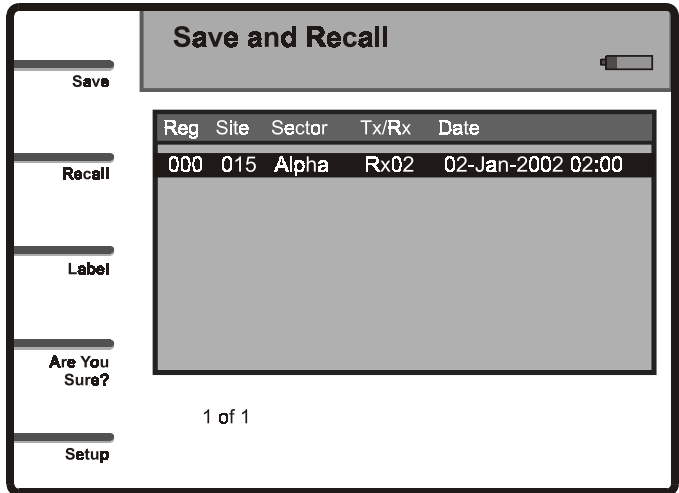 Save and Recall
Save
Recall
Label
Are You
Sure?
Setup
Reg Site Sector Tx/Rx Date
000 015 Alpha Rx02 02-Jan-2002 02:00
1 of 1